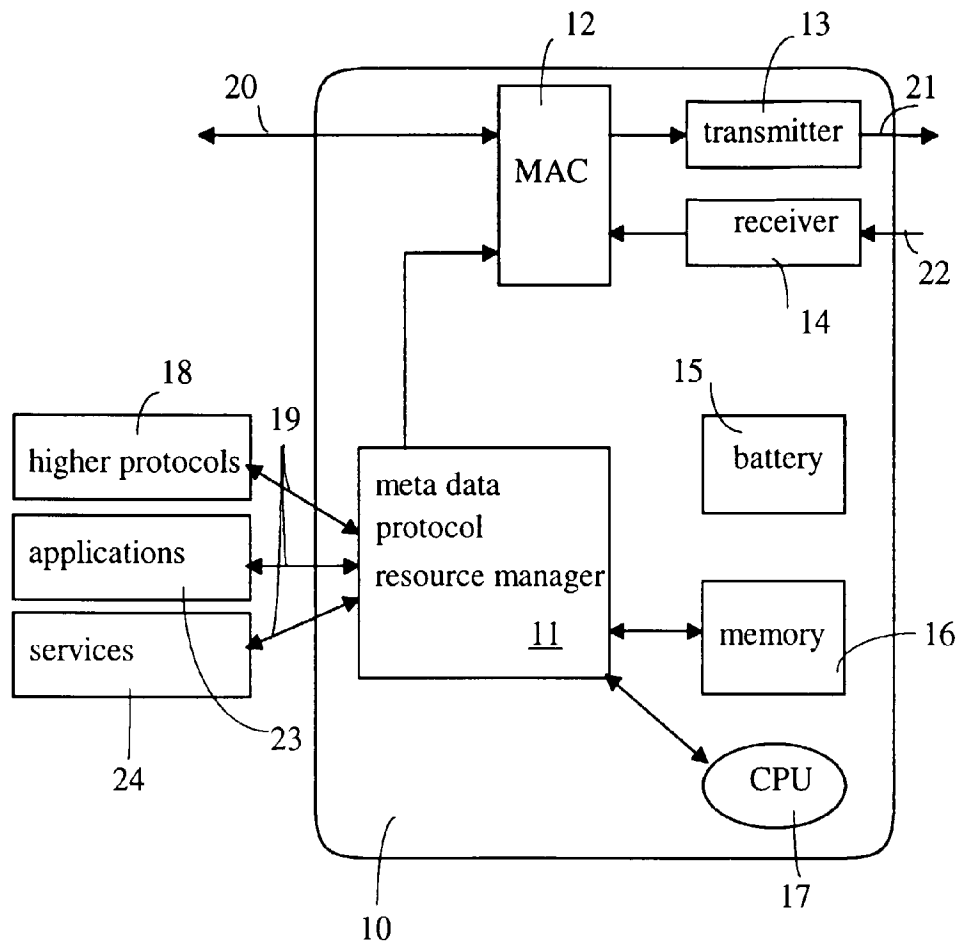 12
13
20
21
transmitter
MAC
receiver
22
14
18
15
19
higher protocols
battery
meta data
protocol
applications
resource manager
services
11
memory
16
23
24
CPU
17
10